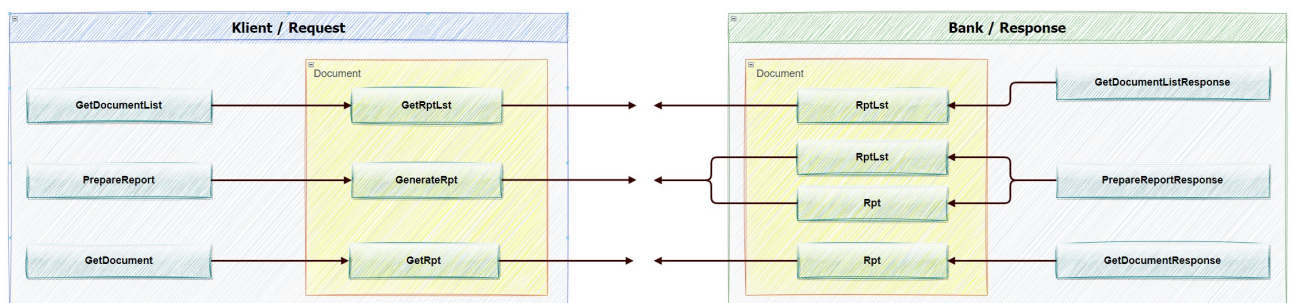 Klient / Request
Bank / Response
Document
Document
GetDocumentList
GetRptLst
RptLst
GetDocumentListResponse
RptLst
PrepareReport
GenerateRpt
PrepareReportResponse
Rpt
GetDocument
GetRpt
Rpt
GetDocumentResponse